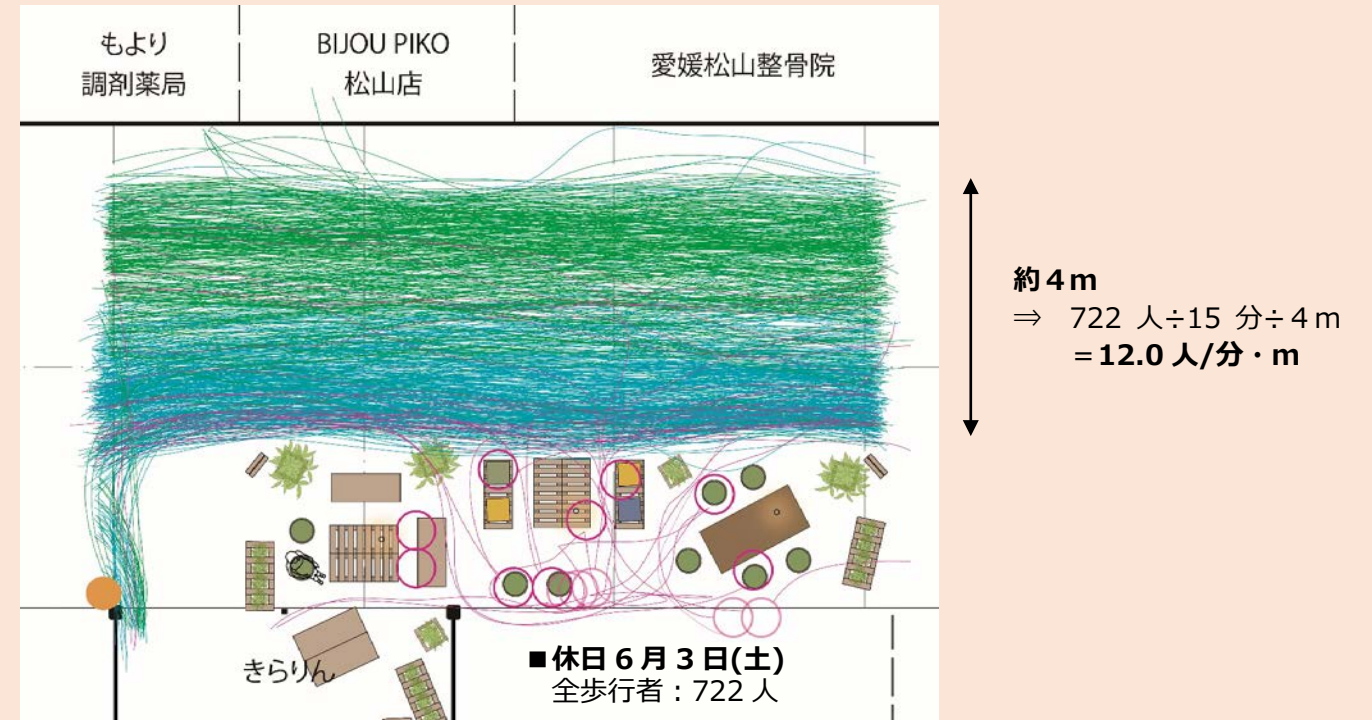 もより
調剤薬局
BIJOU PIKO
松山店
愛媛松山整骨院
約４ｍ
⇒ 722 人÷15 分÷４ｍ
＝12.0 人/分・ｍ
きらりん
■休日６月３日(土)
全歩行者：722 人